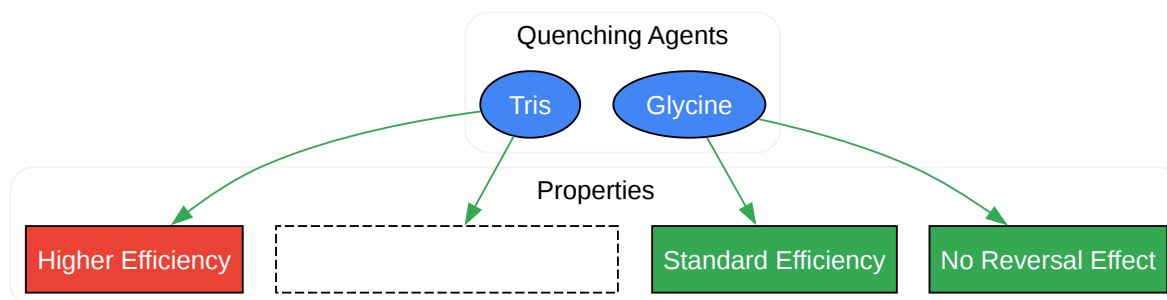 Quenching Agents
Tris
Glycine
Properties
Higher Efficiency
Standard Efficiency
No Reversal Effect